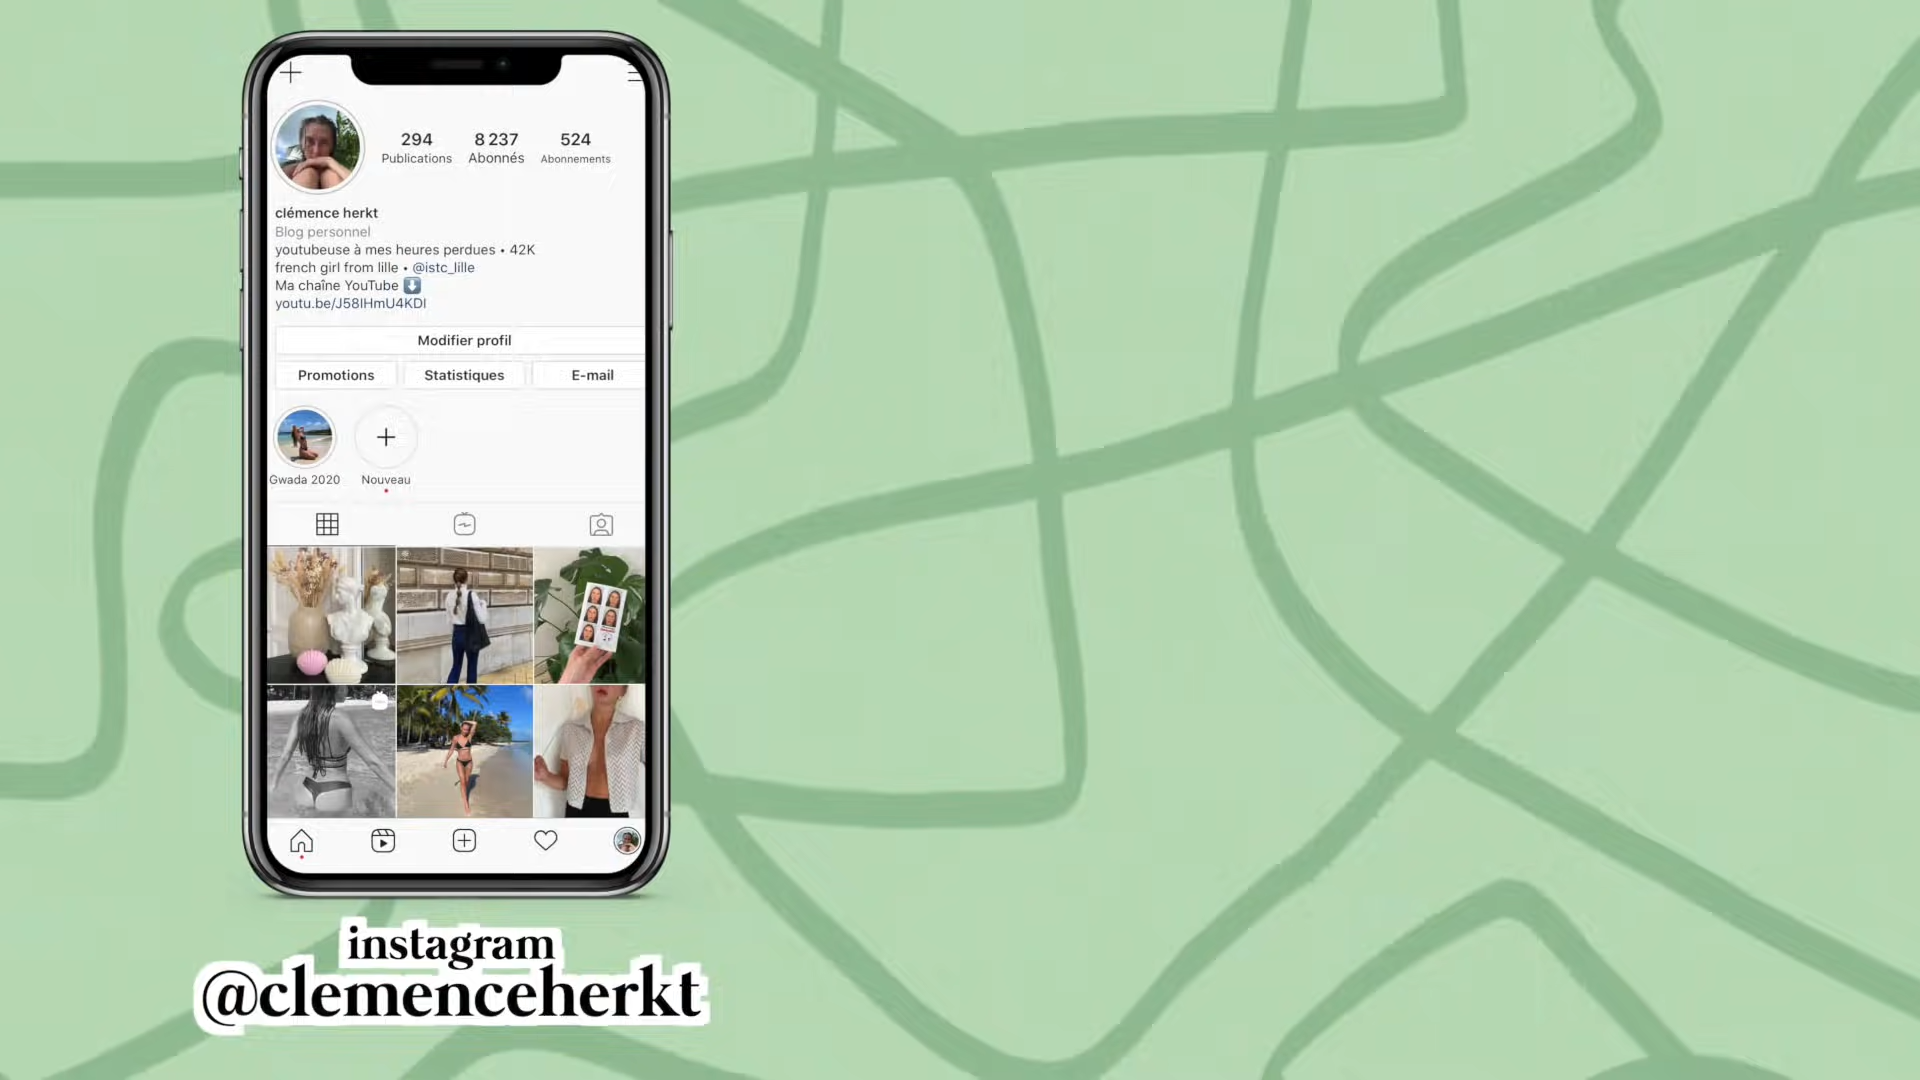 294
8 237
524
Publications
Abonnés
Abonnements
clémence herkt
Blog personnel
youtubeuse à mes heures perdues • 42K
french girl from lille • @istc_lille
Ma chaîne YouTube ⬇️
youtu.be/J58IHmU4KDI
Modifier profil
Promotions
Statistiques
E-mail
Gwada 2020
Nouveau
instagram
@clemenceherkt